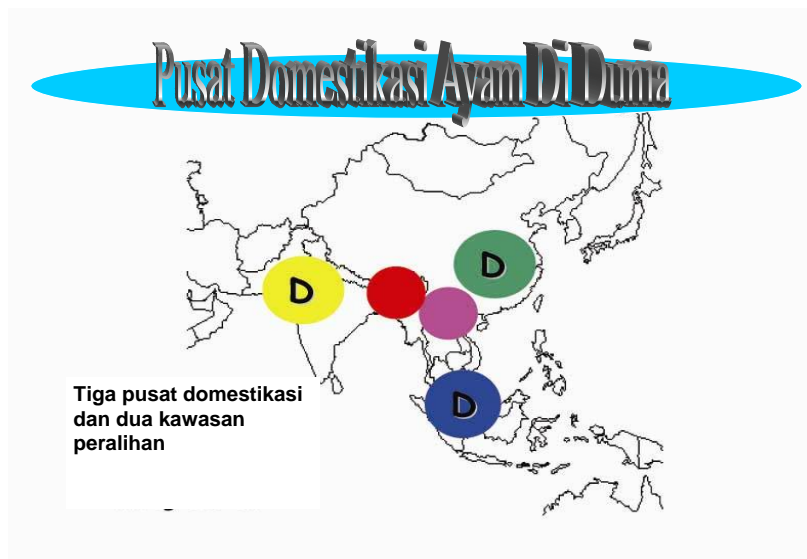 Pusat Domestikasi Ayam Di Dunia
D
D
D
Tiga pusat domestikasi
dan dua kawasan
peralihan